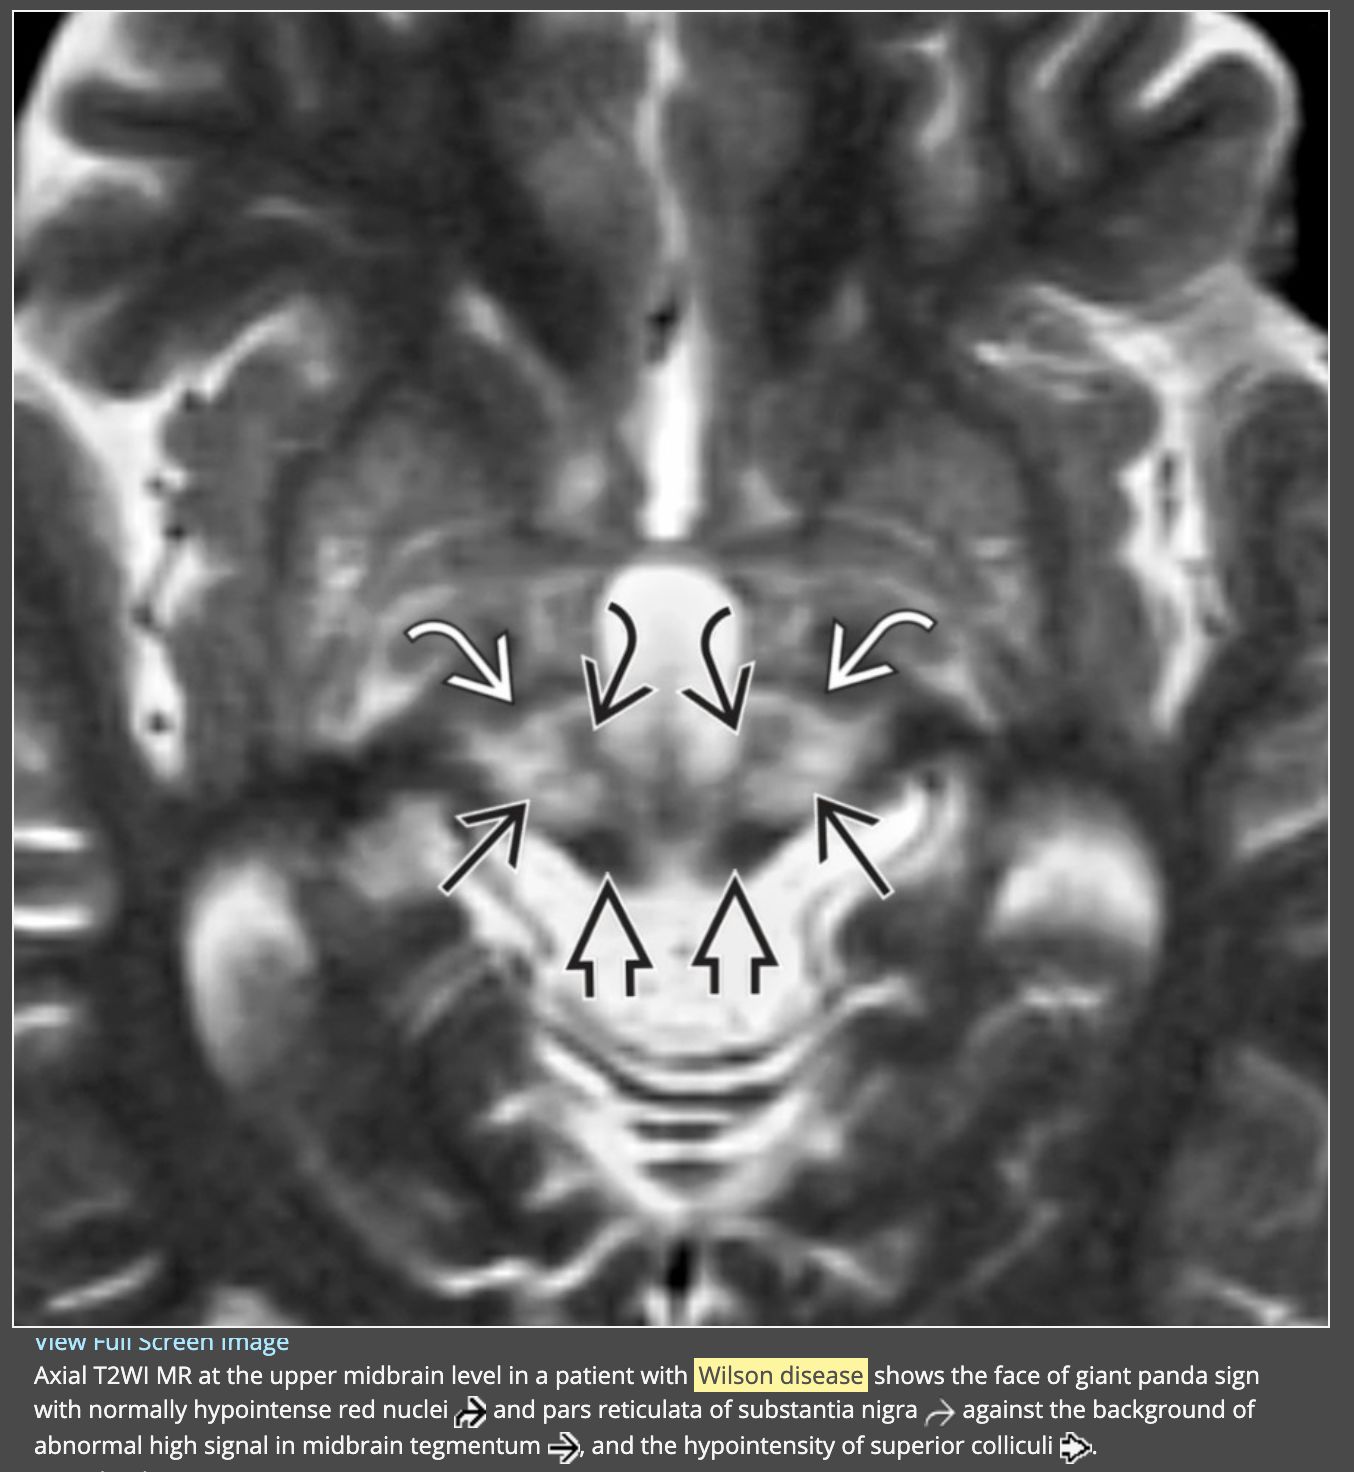 View Full Screen Image
Axial T2WI MR at the upper midbrain level in a patient with Wilson disease shows the face of giant panda sign
with normally hypointense red nuclei and pars reticulata of substantia nigra against the background of
abnormal high signal in midbrain tegmentum , and the hypointensity of superior colliculi .